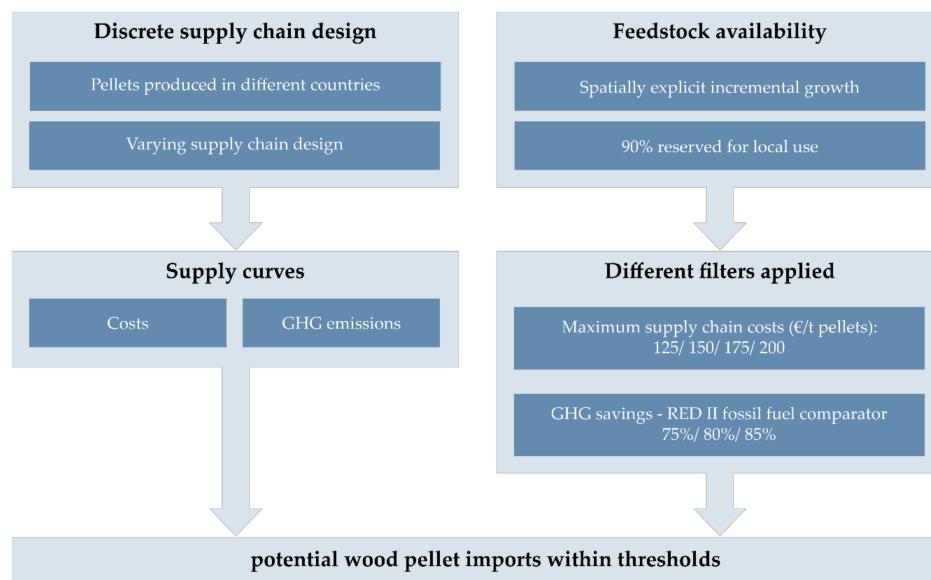 Discrete supply chain design
Pellets produced in different countries
Varying supply chain design
Supply curves
Costs
GHG emissions
Feedstock availability
Spatially explicit incremental growth
90% reserved for local use
Different filters applied
Maximum supply chain costs (€/t pellets):
125/ 150/ 175/ 200
GHG savings - RED II fossil fuel comparator
75%/ 80%/ 85%
potential wood pellet imports within thresholds